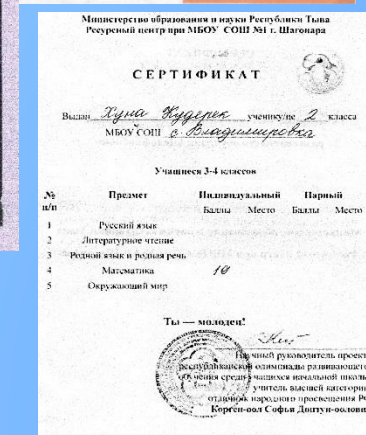 Министерство образования и науки Республики Тыва
Ресурсный центр при МБОУ СОШ №1 г. Шагонара
СЕРТИФИКАТ
Выдан Хуна Кудерек ученику/це 2 класса
МБОУ СОШ с. Владимировка
Учащиеся 3-4 классов
№ п/п Предмет Индивидуальный Парный
Баллы Место Баллы Место
1 Русский язык
2 Литературное чтение
3 Родной язык и родная речь
4 Математика 10
5 Окружающий мир
Ты — молодец!
Научный руководитель проекта
республиканской олимпиады развивающего
обучения среди учащихся начальной школы
учитель высшей категории
отличник народного просвещения РФ
Корген-оол Софья Донгун-ооловна